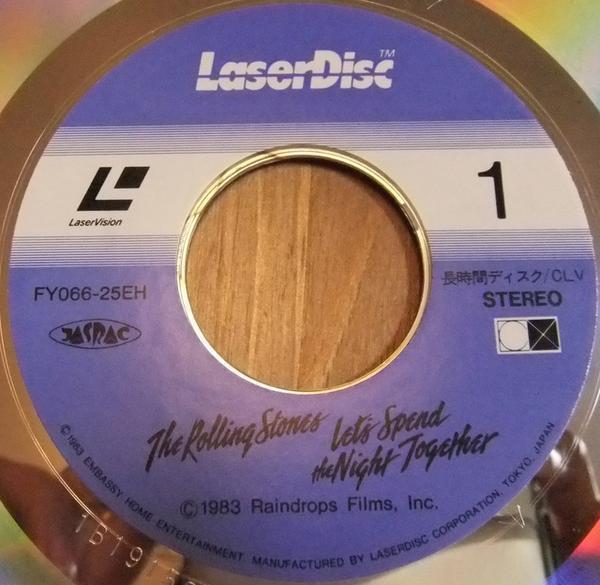 LaserDisc™
LaserVision
1
FY066-25EH
長時間ディスク/CLV
STEREO
JASRAC
The Rolling Stones Let's Spend
the Night Together
©1983 Raindrops Films, Inc.
©1983 EMBASSY HOME ENTERTAINMENT. MANUFACTURED BY LASERDISC CORPORATION, TOKYO, JAPAN